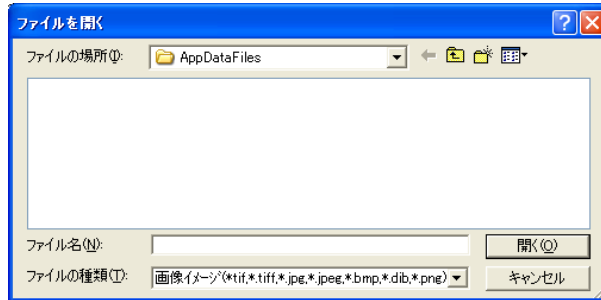 ファイルを開く
ファイルの場所(I):
AppDataFiles
ファイル名(N):
開く(O)
ファイルの種類(T):
画像イメージ(*tif,*.tiff,*.jpg,*.jpeg,*.bmp,*.dib,*.png)
キャンセル